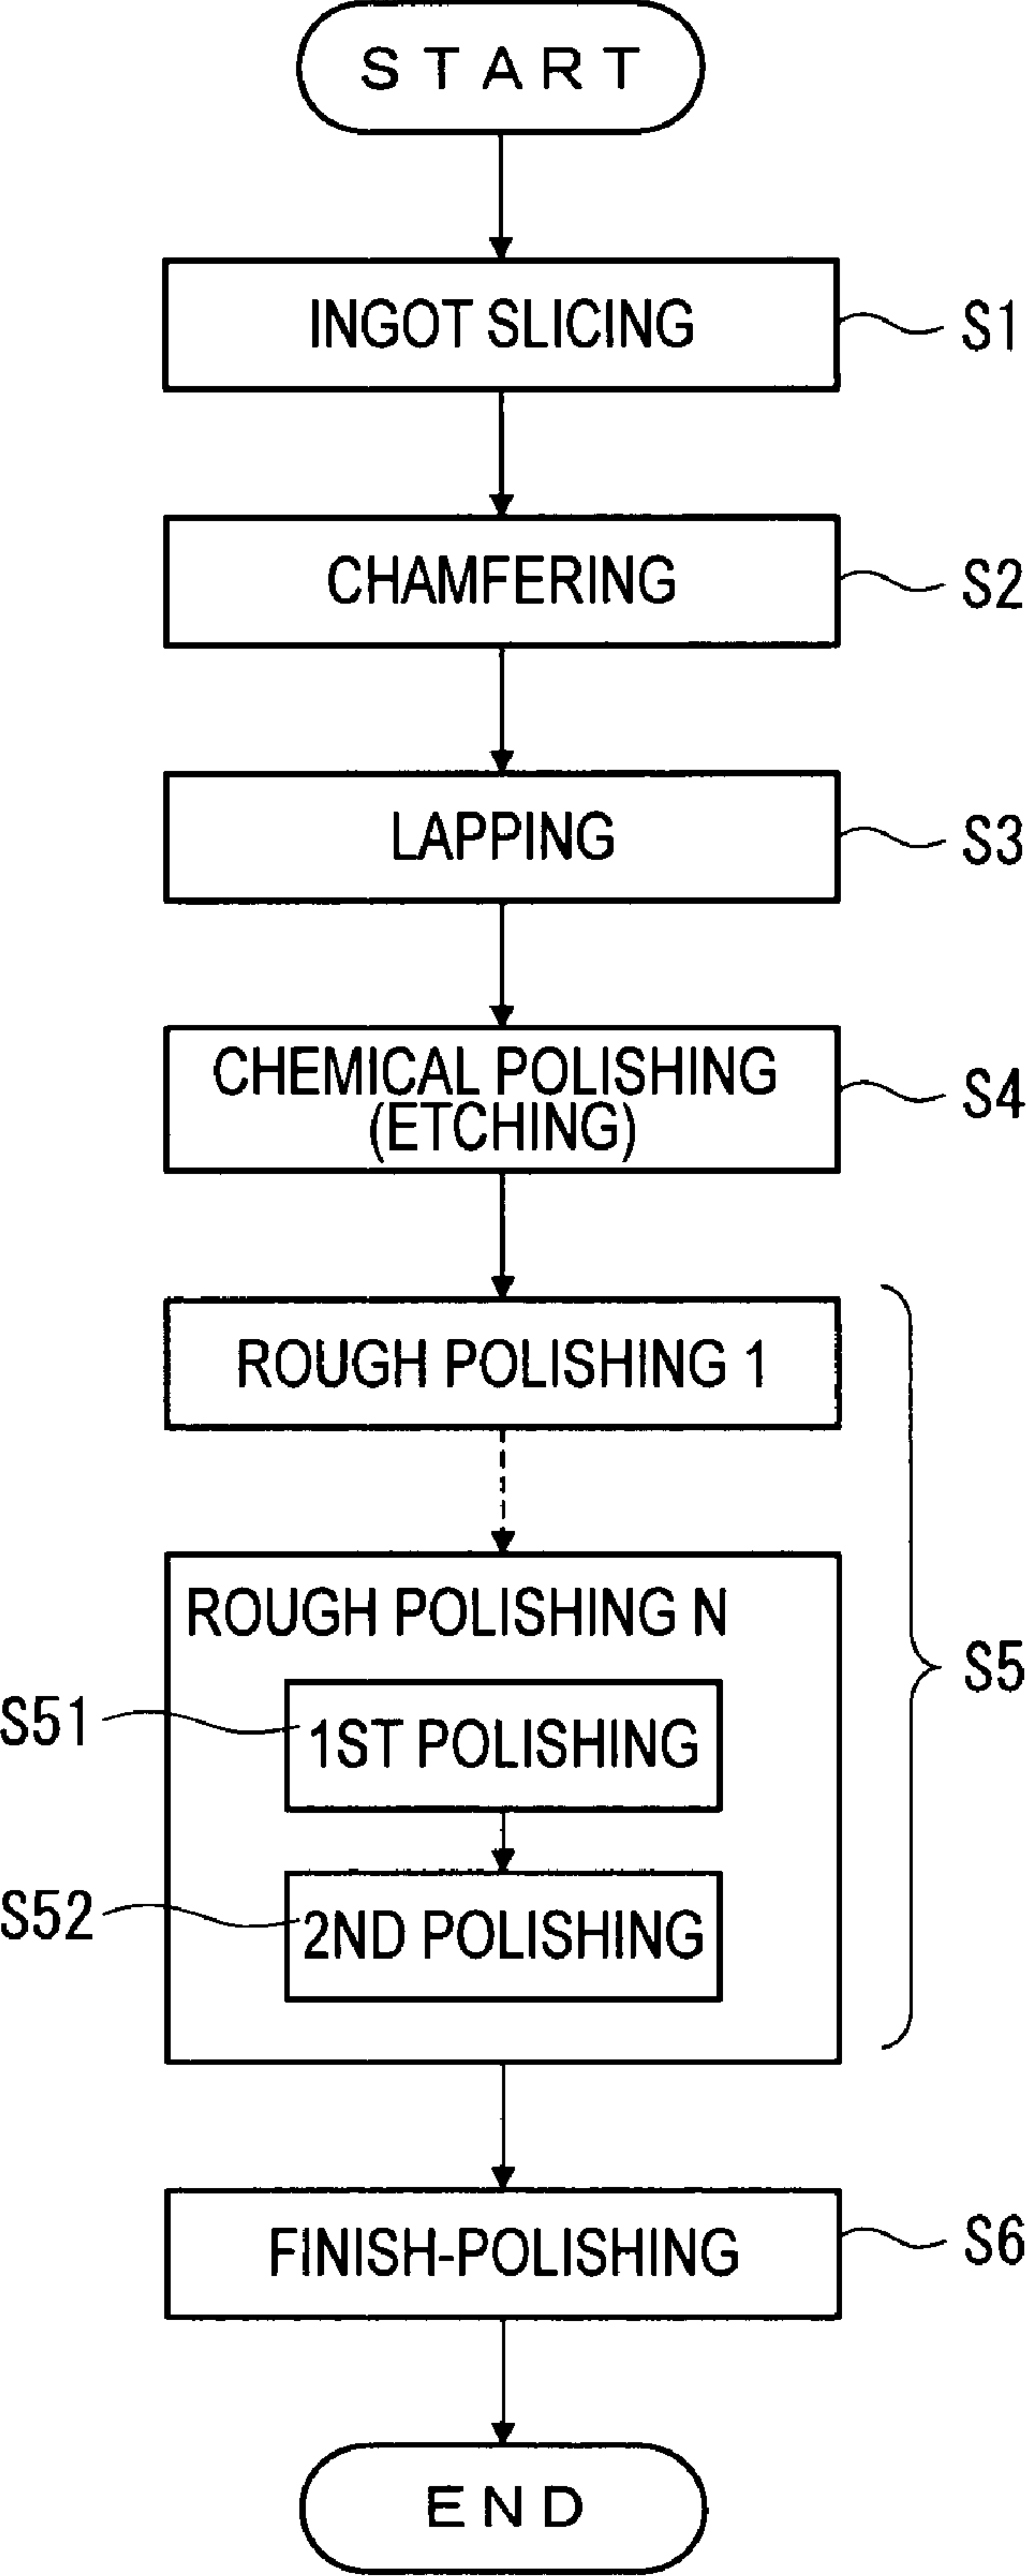 START
INGOT SLICING
S1
CHAMFERING
S2
LAPPING
S3
CHEMICAL POLISHING
(ETCHING)
S4
ROUGH POLISHING 1
ROUGH POLISHING N
S5
S51
1ST POLISHING
S52
2ND POLISHING
FINISH-POLISHING
S6
END